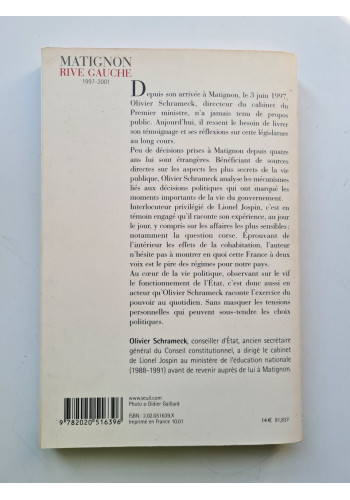 MATIGNON
RIVE GAUCHE
1997-2001
Depuis son arrivée à Matignon, le 3 juin 1997,
Olivier Schrameck, directeur du cabinet du
Premier ministre, n'a jamais tenu de propos
public. Aujourd'hui, il ressent le besoin de livrer
son témoignage et ses réflexions sur cette législature
au long cours.
Peu de décisions prises à Matignon depuis quatre
ans lui sont étrangères. Bénéficiant de sources
directes sur les aspects les plus secrets de la vie
publique, Olivier Schrameck analyse les mécanismes
liés aux décisions politiques qui ont marqué les
moments importants de la vie du gouvernement.
Interlocuteur privilégié de Lionel Jospin, c'est en
témoin engagé qu'il raconte son expérience, au jour
le jour, y compris sur les affaires les plus sensibles :
notamment la question corse. Éprouvant de
l'intérieur les effets de la cohabitation, l'auteur
n'hésite pas à montrer en quoi cette France à deux
voix est le pire des régimes pour notre pays.
Au cœur de la vie politique, observant sur le vif
le fonctionnement de l'État, c'est donc aussi en
acteur qu'Olivier Schrameck raconte l'exercice du
pouvoir au quotidien. Sans masquer les tensions
personnelles qui peuvent sous-tendre les choix
politiques.
Olivier Schrameck, conseiller d'État, ancien secrétaire
général du Conseil constitutionnel, a dirigé le cabinet
de Lionel Jospin au ministère de l'éducation nationale
(1988-1991) avant de revenir auprès de lui à Matignon.
www.seuil.com
Photo © Didier Gaillard
ISBN : 2.02.051639.X
Imprimé en France 10.01
14 € 91,83 F
9 782020 516396